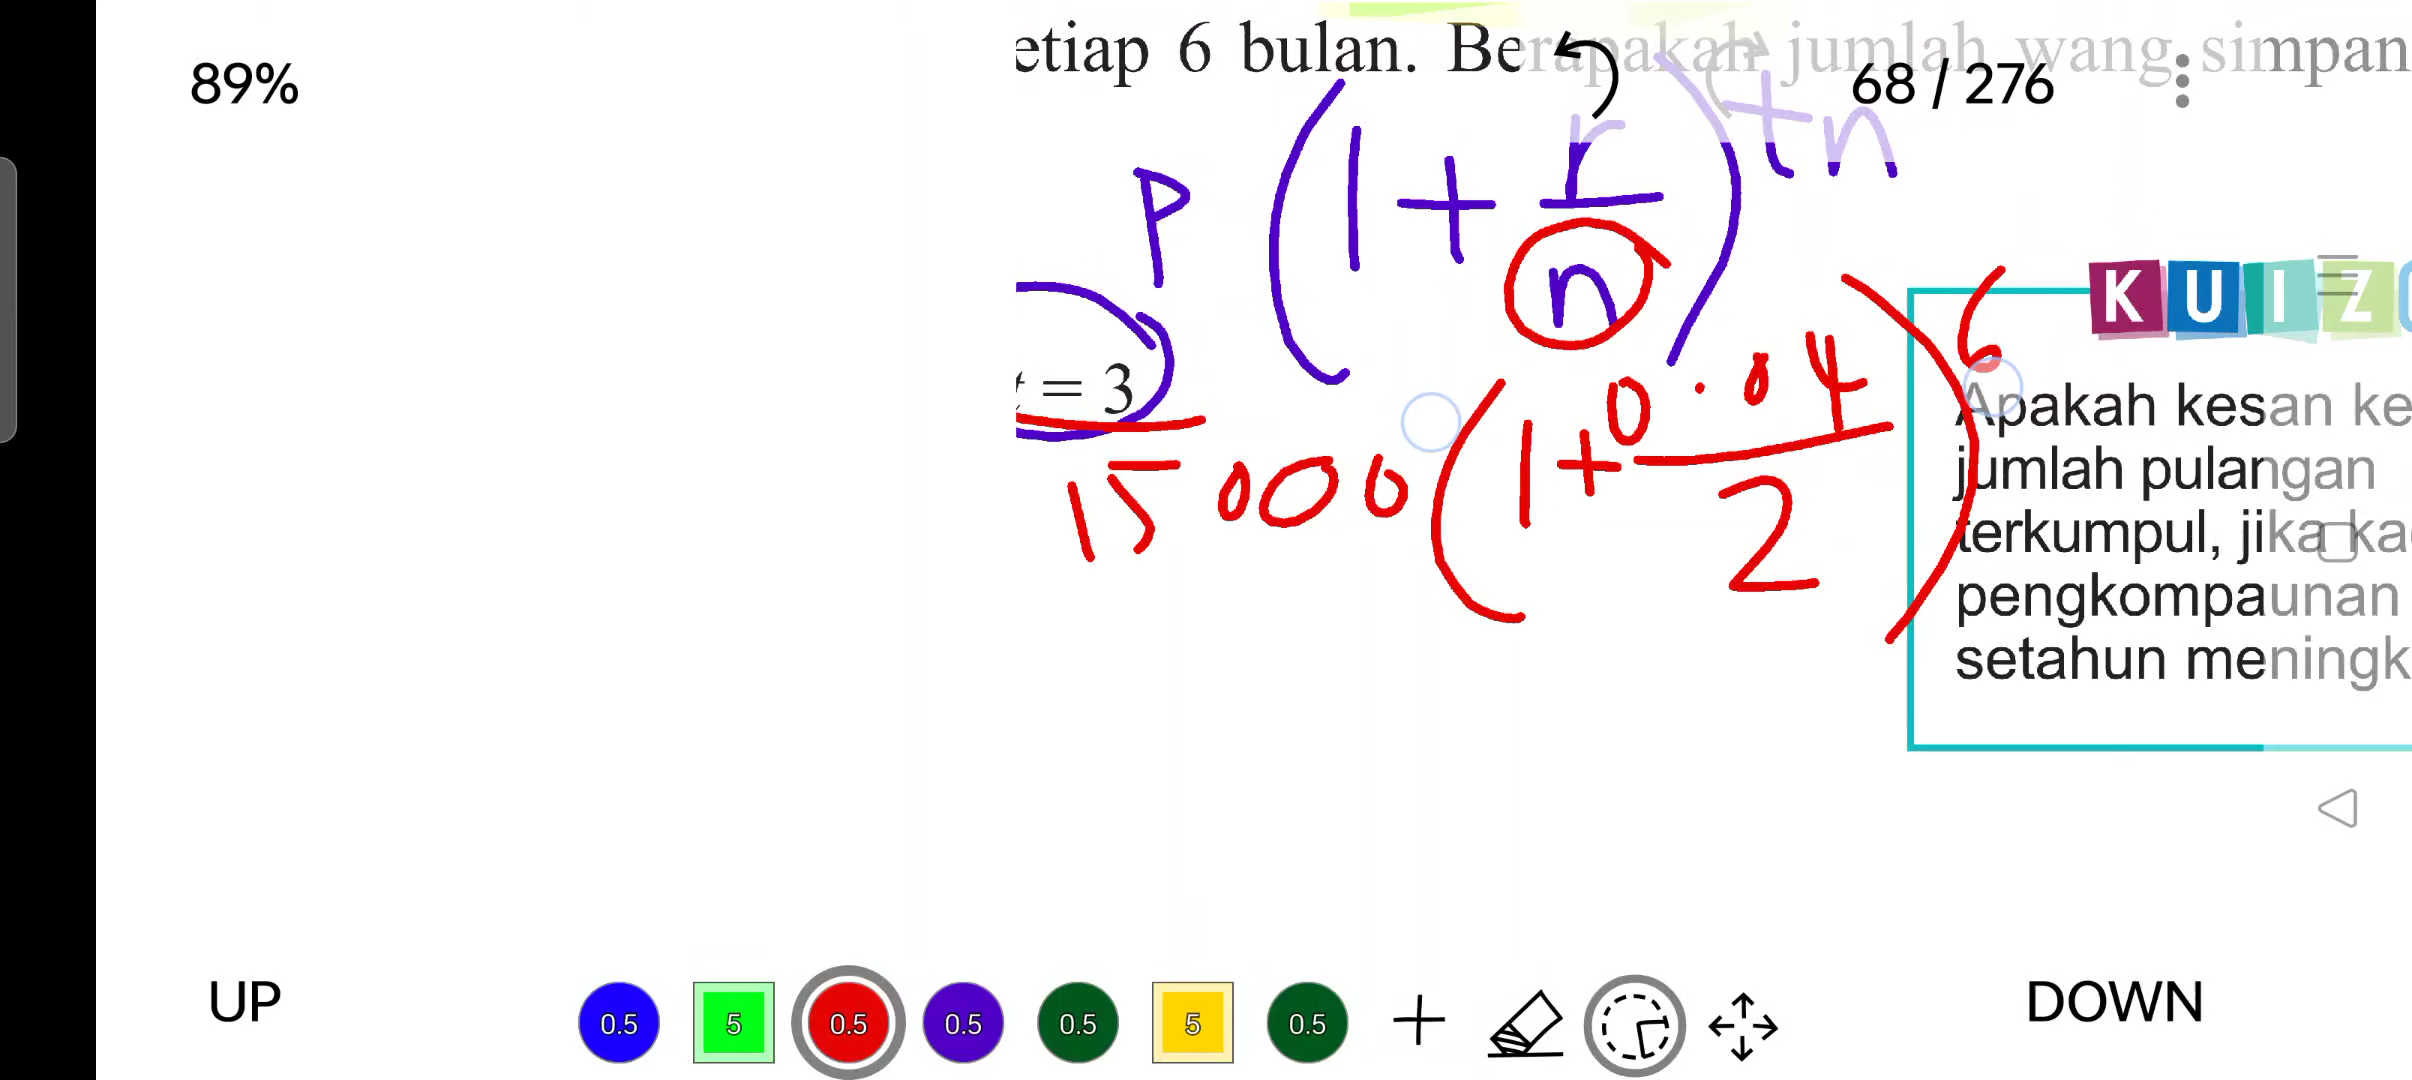 etiap 6 bulan. Berapakah jumlah wang simpan
89%
68 / 276
P (1 + r/n)^tn
t = 3
15000 (1 + 0.04/2)^6
KUIZ
Apakah kesan ke
jumlah pulangan
terkumpul, jika ka
pengkompaunan
setahun meningk
UP
0.5
5
0.5
0.5
0.5
5
0.5
DOWN